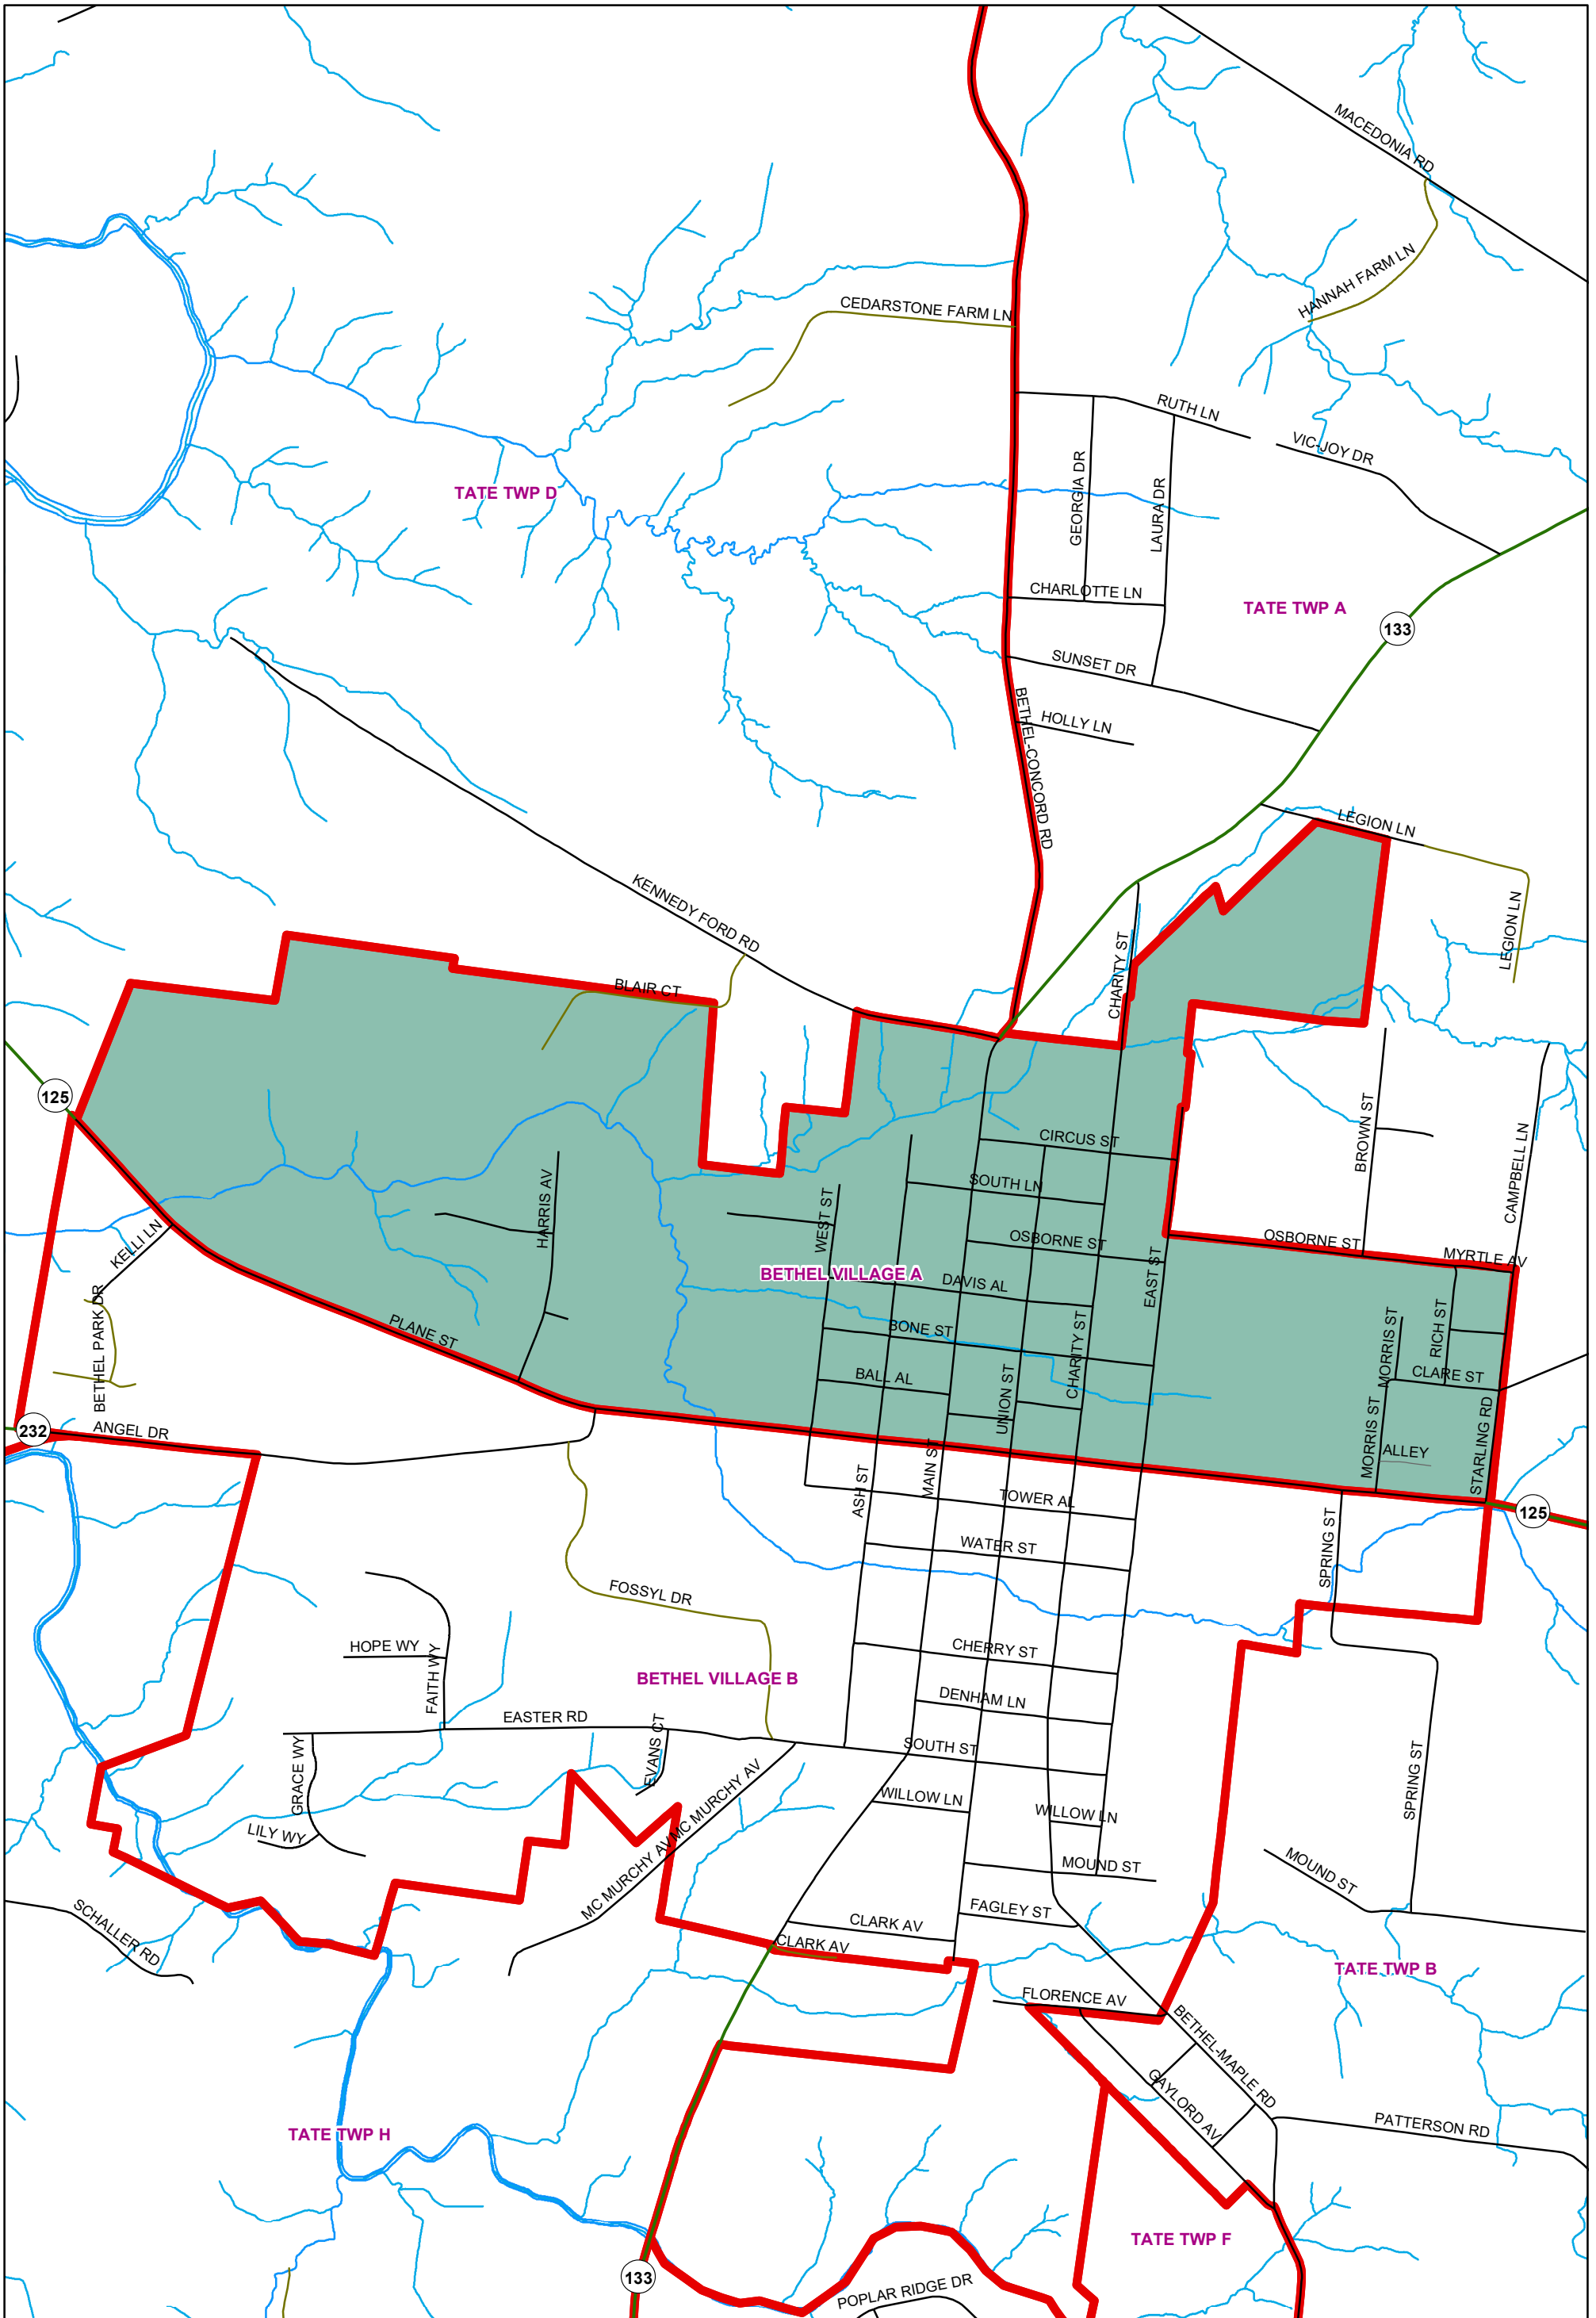 MACEDONIA RD
HANNAH FARM LN
CEDARSTONE FARM LN
RUTH LN
VIC-JOY DR
GEORGIA DR
LAURA DR
TATE TWP D
CHARLOTTE LN
TATE TWP A
133
SUNSET DR
HOLLY LN
BETHEL-CONCORD RD
LEGION LN
LEGION LN
KENNEDY FORD RD
CHARITY ST
BLAIR CT
125
CIRCUS ST
BROWN ST
CAMPBELL LN
HARRIS AV
SOUTH LN
WEST ST
OSBORNE ST
OSBORNE ST
MYRTLE AV
KELLI LN
BETHEL VILLAGE A
DAVIS AL
EAST ST
BETHEL PARK DR
PLANE ST
BONE ST
CHARITY ST
MORRIS ST
RICH ST
BALL AL
CLARE ST
UNION ST
232
ANGEL DR
MORRIS ST
ALLEY
STARLING RD
MAIN ST
ASH ST
TOWER AL
125
SPRING ST
WATER ST
FOSSYL DR
HOPE WY
FAITH WY
CHERRY ST
BETHEL VILLAGE B
DENHAM LN
EASTER RD
EVANS CT
SOUTH ST
SPRING ST
GRACE WY
MC MURCHY AV
WILLOW LN
WILLOW LN
LILY WY
MC MURCHY AV
MOUND ST
MOUND ST
SCHALLER RD
FAGLEY ST
CLARK AV
CLARK AV
TATE TWP B
FLORENCE AV
BETHEL-MAPLE RD
GAYLORD AV
PATTERSON RD
TATE TWP H
TATE TWP F
133
POPLAR RIDGE DR